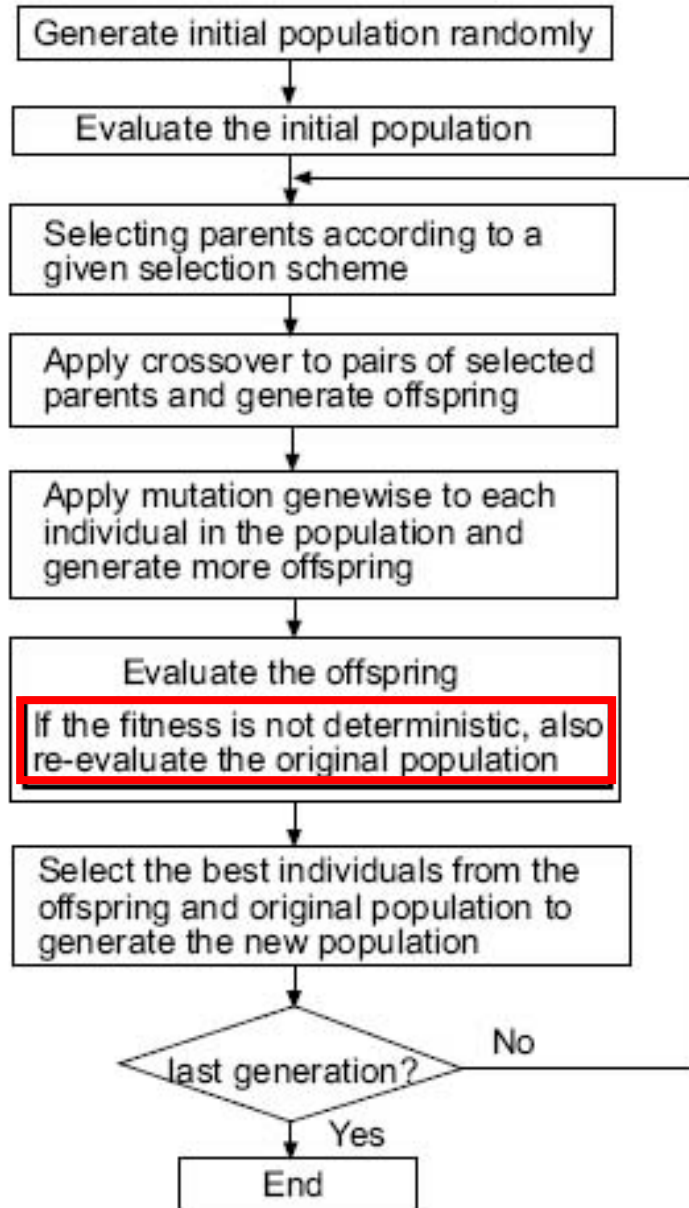 Generate initial population randomly
Evaluate the initial population
Selecting parents according to a
given selection scheme
Apply crossover to pairs of selected
parents and generate offspring
Apply mutation genewise to each
individual in the population and
generate more offspring
Evaluate the offspring
If the fitness is not deterministic, also
re-evaluate the original population
Select the best individuals from the
offspring and original population to
generate the new population
last generation?
No
Yes
End